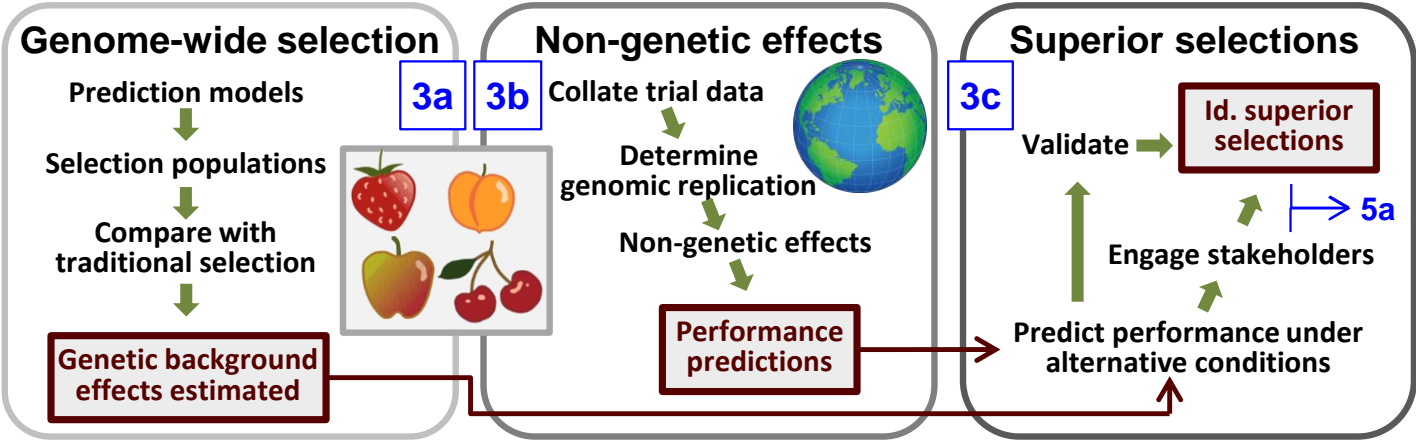 Genome-wide selection
3a
Prediction models
Selection populations
Compare with
traditional selection
Genetic background
effects estimated
Non-genetic effects
3b
Collate trial data
Determine
genomic replication
Non-genetic effects
Performance
predictions
Superior selections
3c
Id. superior
selections
Validate
5a
Engage stakeholders
Predict performance under
alternative conditions